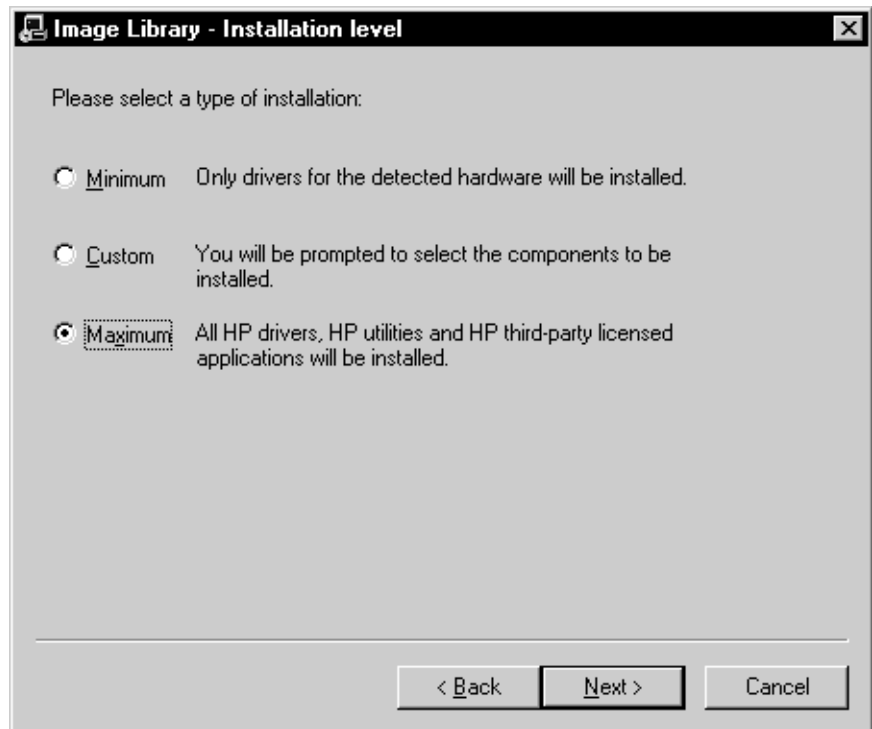 Image Library - Installation level
Please select a type of installation:
Minimum Only drivers for the detected hardware will be installed.
Custom You will be prompted to select the components to be
installed.
Maximum All HP drivers, HP utilities and HP third-party licensed
applications will be installed.
< Back Next > Cancel